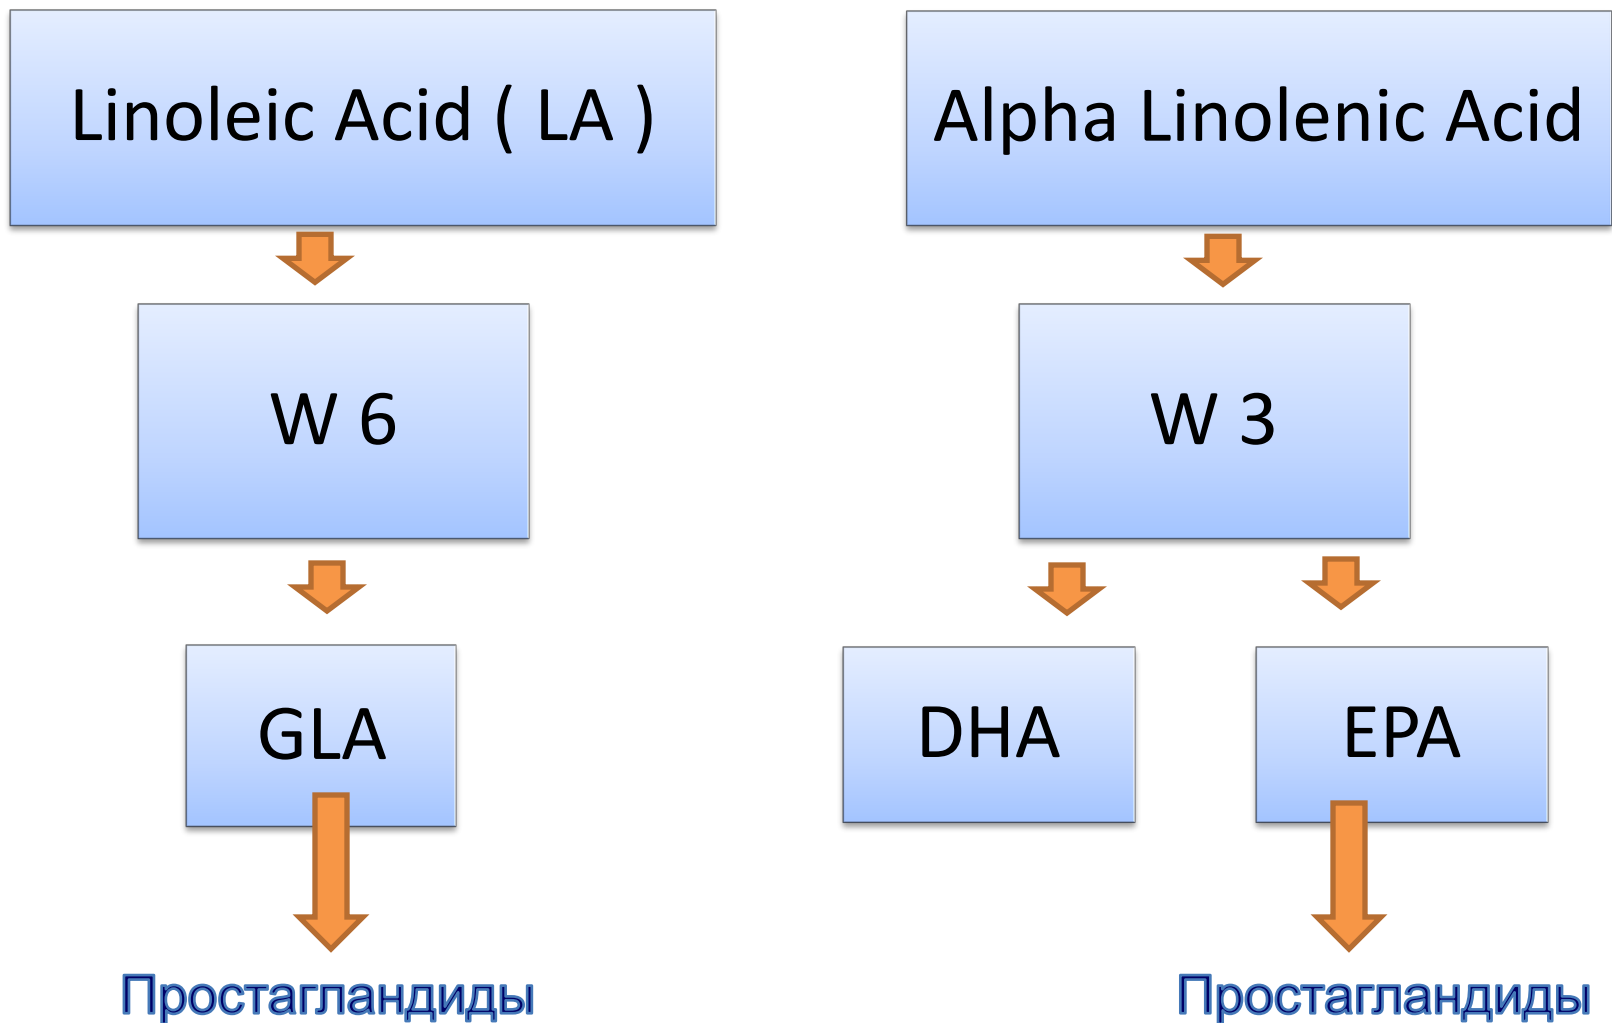 Linoleic Acid ( LA )
Alpha Linolenic Acid
W 6
W 3
GLA
DHA
EPA
Простагландиды
Простагландиды